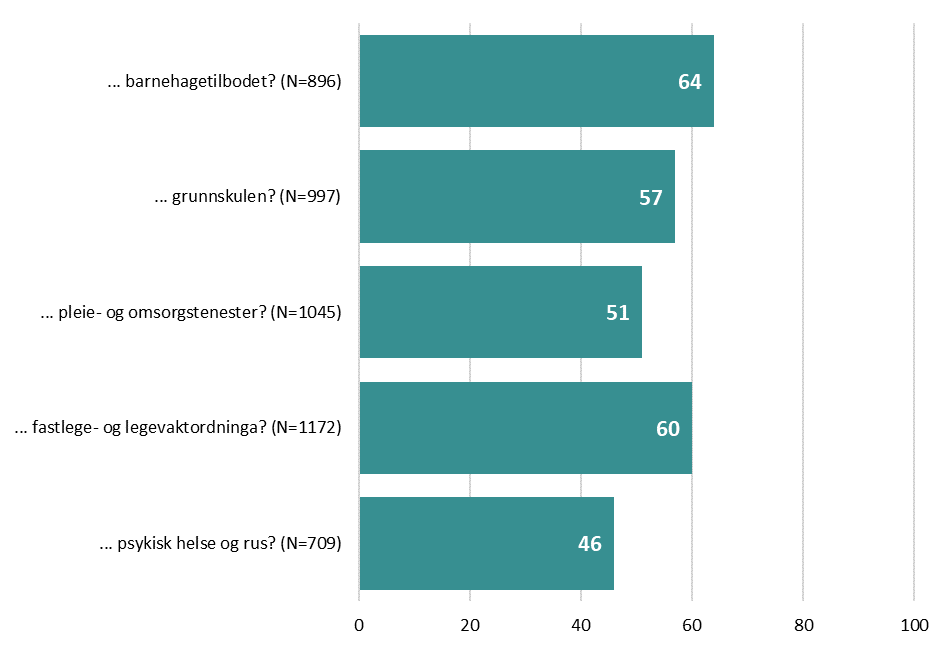 ... barnehagetilbodet? (N=896)
64
... grunnskulen? (N=997)
57
... pleie- og omsorgstenester? (N=1045)
51
... fastlege- og legevaktordninga? (N=1172)
60
... psykisk helse og rus? (N=709)
46
0 20 40 60 80 100